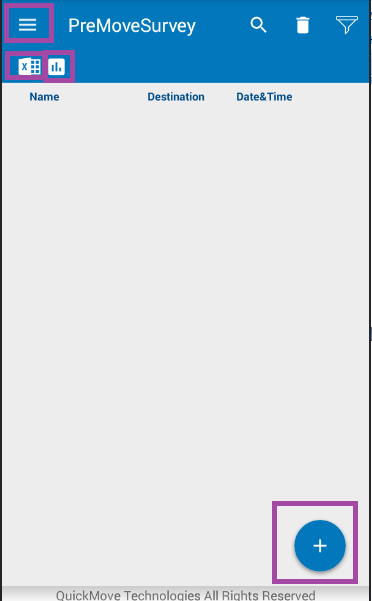 PreMoveSurvey
X
Name Destination Date&Time
QuickMove Technologies All Rights Reserved